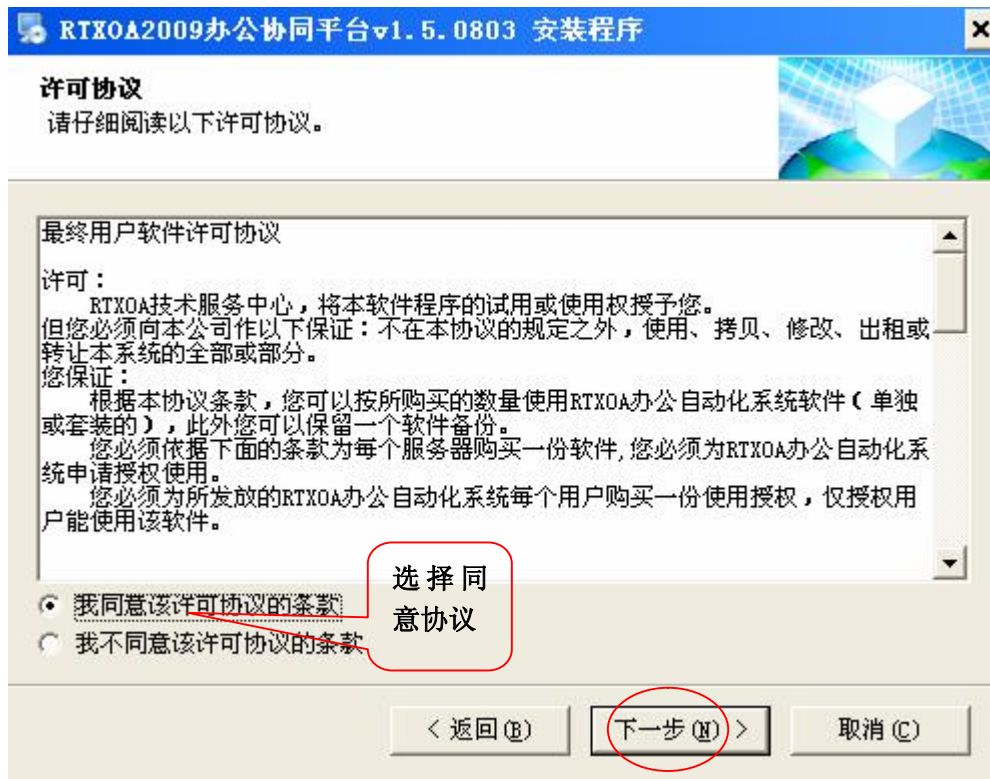 RTXOA2009办公协同平台v1.5.0803 安装程序
许可协议
请仔细阅读以下许可协议。
最终用户软件许可协议
许可：
RTXOA技术服务中心，将本软件程序的试用或使用权授予您。
但您必须向本公司作以下保证：不在本协议的规定之外，使用、拷贝、修改、出租或
转让本系统的全部或部分。
您保证：
根据本协议条款，您可以按所购买的数量使用RTXOA办公自动化系统软件（单独
或套装的），此外您可以保留一个软件备份。
您必须依据下面的条款为每个服务器购买一份软件,您必须为RTXOA办公自动化系
统申请授权使用。
您必须为所发放的RTXOA办公自动化系统每个用户购买一份使用授权，仅授权用
户能使用该软件。
选择同
意协议
我同意该许可协议的条款
我不同意该许可协议的条款
< 返回(B)
下一步(N) >
取消(C)